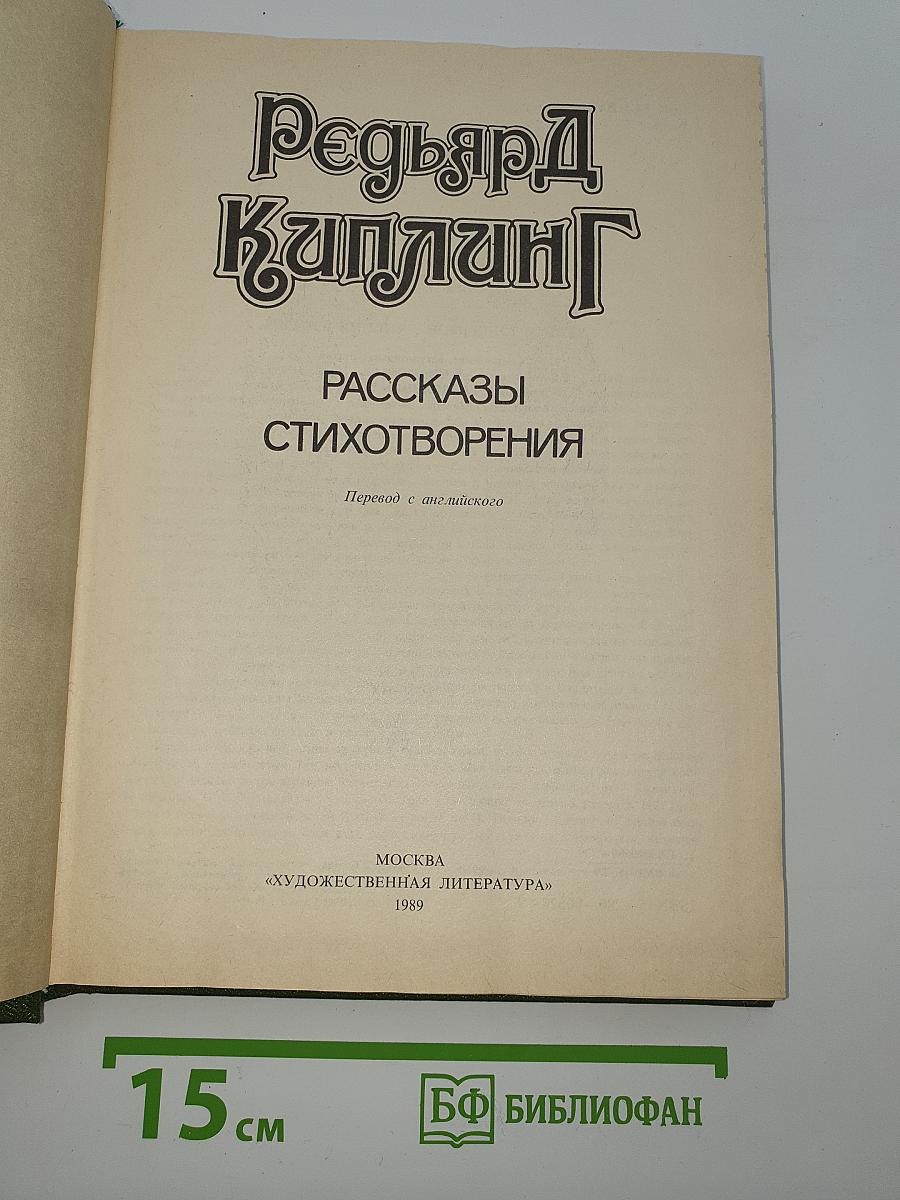 Редьярд
Киплинг
РАССКАЗЫ
СТИХОТВОРЕНИЯ
Перевод с английского
МОСКВА
«ХУДОЖЕСТВЕННАЯ ЛИТЕРАТУРА»
1989
15 см
БФ БИБЛИОФАН